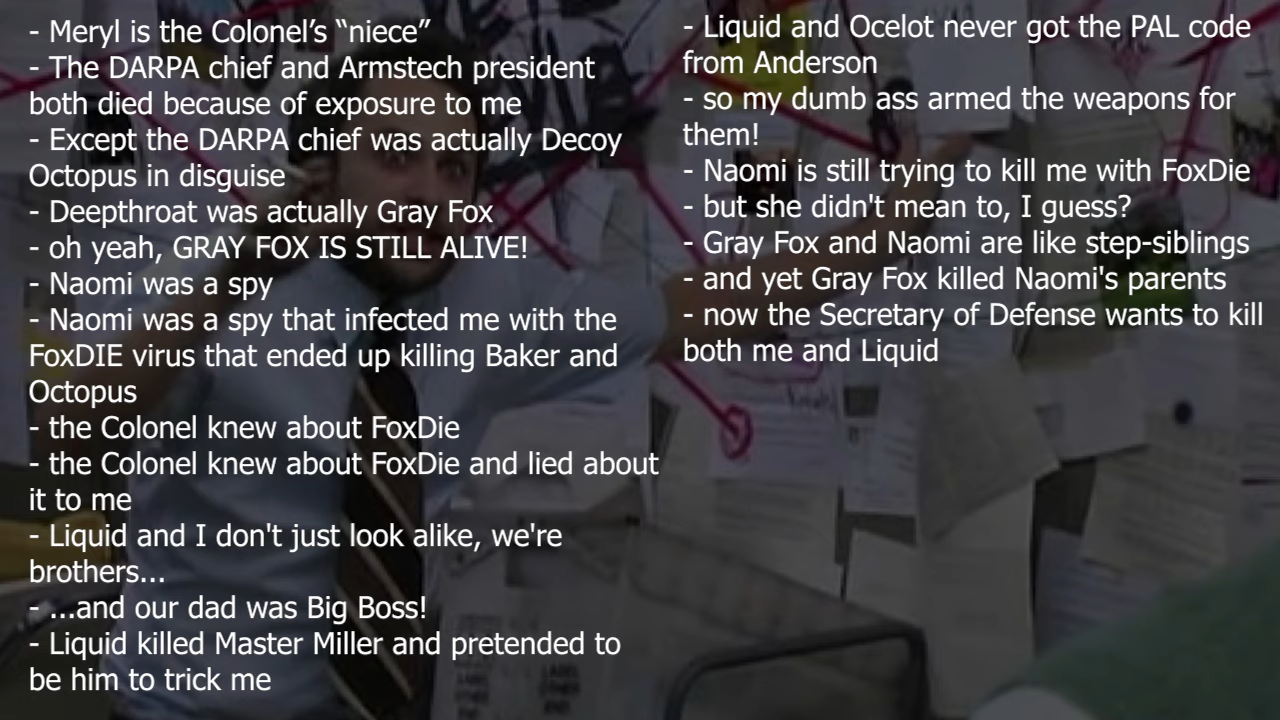 - Meryl is the Colonel’s “niece”
- The DARPA chief and Armstech president
both died because of exposure to me
- Except the DARPA chief was actually Decoy
Octopus in disguise
- Deepthroat was actually Gray Fox
- oh yeah, GRAY FOX IS STILL ALIVE!
- Naomi was a spy
- Naomi was a spy that infected me with the
FoxDIE virus that ended up killing Baker and
Octopus
- the Colonel knew about FoxDie
- the Colonel knew about FoxDie and lied about
it to me
- Liquid and I don't just look alike, we're
brothers...
- ...and our dad was Big Boss!
- Liquid killed Master Miller and pretended to
be him to trick me
- Liquid and Ocelot never got the PAL code
from Anderson
- so my dumb ass armed the weapons for
them!
- Naomi is still trying to kill me with FoxDie
- but she didn't mean to, I guess?
- Gray Fox and Naomi are like step-siblings
- and yet Gray Fox killed Naomi's parents
- now the Secretary of Defense wants to kill
both me and Liquid